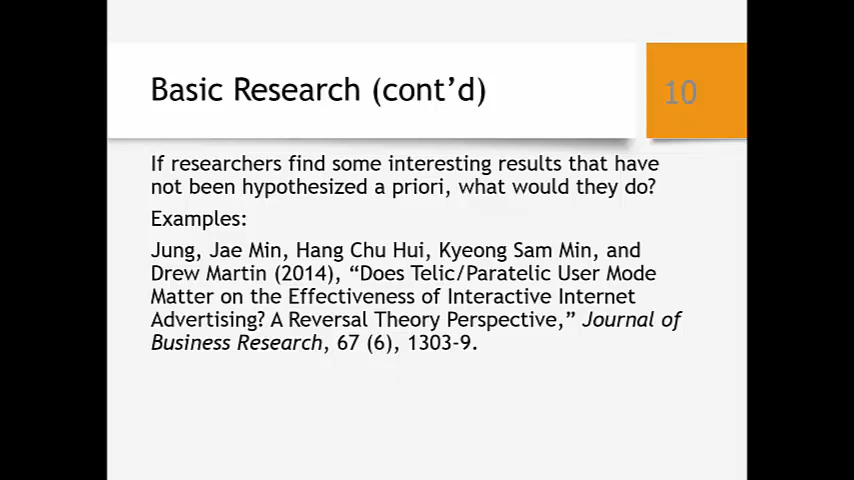 Basic Research (cont’d)
10
If researchers find some interesting results that have
not been hypothesized a priori, what would they do?
Examples:
Jung, Jae Min, Hang Chu Hui, Kyeong Sam Min, and
Drew Martin (2014), “Does Telic/Paratelic User Mode
Matter on the Effectiveness of Interactive Internet
Advertising? A Reversal Theory Perspective,” Journal of
Business Research, 67 (6), 1303-9.